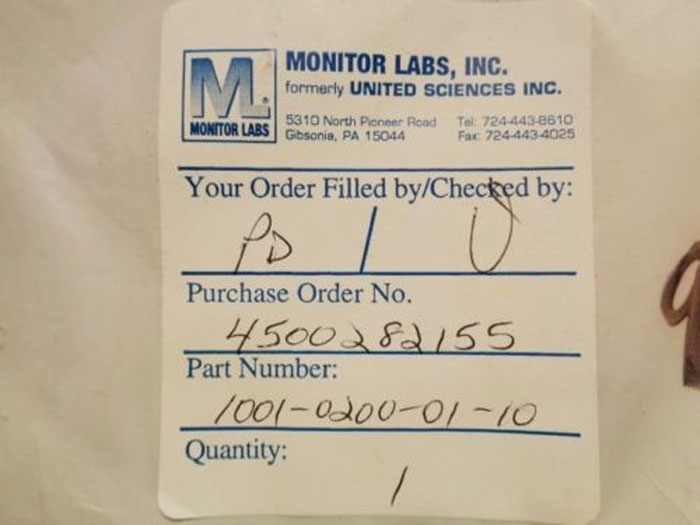 M
MONITOR LABS
MONITOR LABS, INC.
formerly UNITED SCIENCES INC.
5310 North Pioneer Road Tel: 724-443-8610
Gibsonia, PA 15044 Fax: 724-443-4025
Your Order Filled by/Checked by:
PD /
Purchase Order No.
4500282155
Part Number:
1001-0200-01-10
Quantity:
1